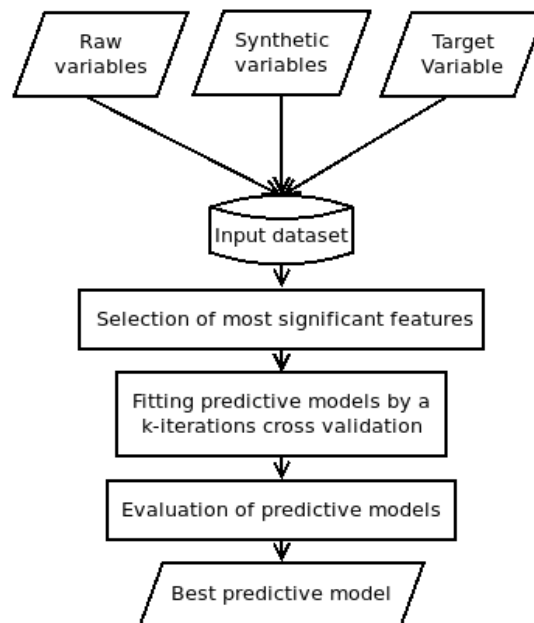 Raw
variables
Synthetic
variables
Target
Variable
Input dataset
Selection of most significant features
Fitting predictive models by a
k-iterations cross validation
Evaluation of predictive models
Best predictive model